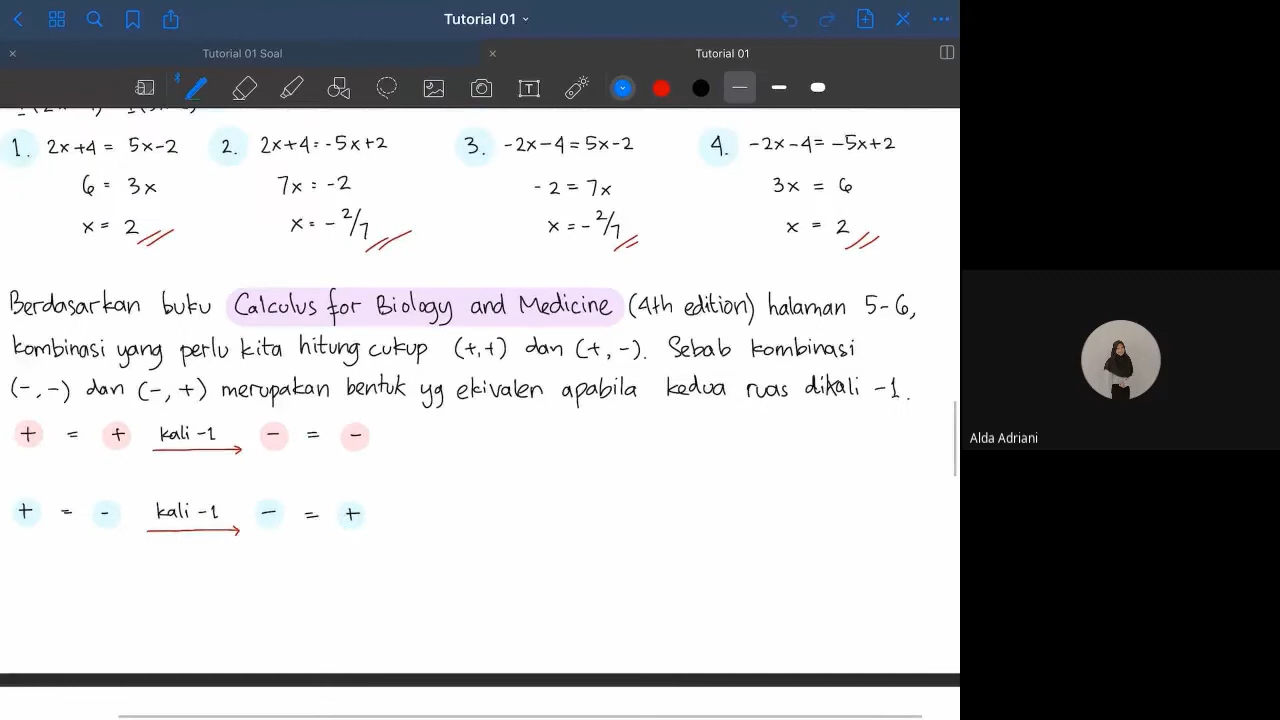 Tutorial 01
Tutorial 01 Soal
Tutorial 01
1. 2x+4 = 5x-2
6 = 3x
x = 2
2. 2x+4 = -5x+2
7x = -2
x = -2/7
3. -2x-4 = 5x-2
-2 = 7x
x = -2/7
4. -2x-4 = -5x+2
3x = 6
x = 2
Berdasarkan buku Calculus for Biology and Medicine (4th edition) halaman 5-6,
kombinasi yang perlu kita hitung cukup (+,+) dan (+,-). Sebab kombinasi
(-,-) dan (-,+) merupakan bentuk yg ekivalen apabila kedua ruas dikali -1.
+ = + kali -1 - = -
+ = - kali -1 - = +
Alda Adriani